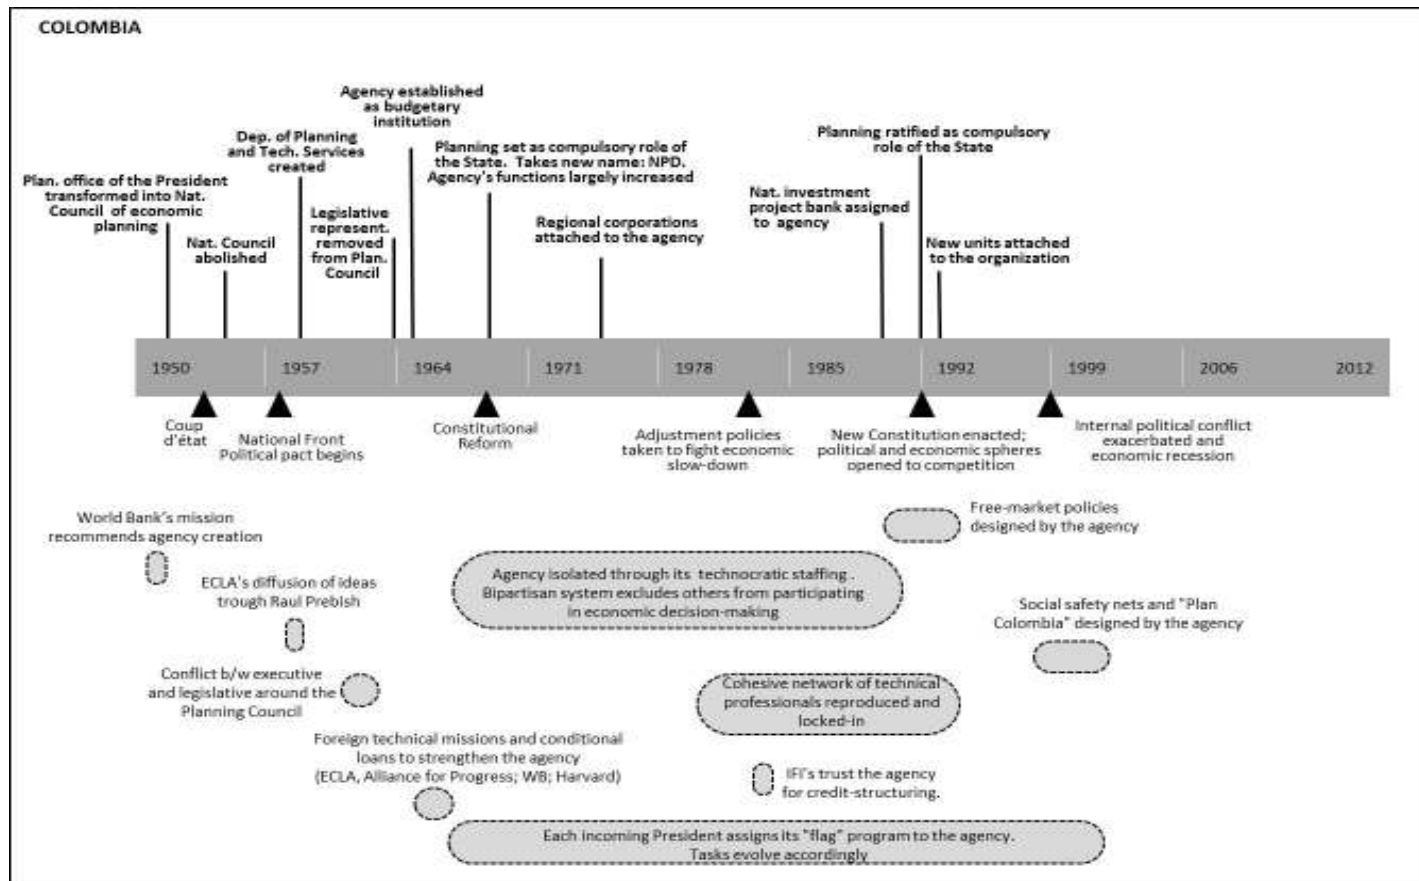 COLOMBIA
Agency established
as budgetary
institution
Dep. of Planning
and Tech. Services
created
Planning set as compulsory role of
the State.  Takes new name: NPD.
Agency's functions largely increased
Planning ratified as compulsory
role of the State
Plan. office of the President
transformed into Nat.
Council  of economic
planning
Nat. Council
abolished
Legislative
represent.
removed
from Plan.
Council
Regional corporations
attached to the agency
Nat. investment
project bank assigned
to  agency
New units attached
to the organization
1950 1957 1964 1971 1978 1985 1992 1999 2006 2012
Coup
d'état
National Front
Political pact begins
Constitutional
Reform
Adjustment policies
taken to fight economic
slow-down
New Constitution enacted;
political and economic spheres
opened to competition
Internal political conflict
exacerbated and
economic recession
World Bank's mission
recommends agency creation
Free-market policies
designed by the agency
ECLA's diffusion of ideas
trough Raul Prebish
Agency isolated through its  technocratic staffing .
Bipartisan system excludes others from participating
in economic decision-making
Social safety nets and "Plan
Colombia" designed by the agency
Conflict b/w executive
and legislative around the
Planning Council
Cohesive network of technical
professionals reproduced and
locked-in
Foreign technical missions and conditional
loans to strengthen the agency
(ECLA, Alliance for Progress; WB; Harvard)
IFI's trust the agency
for credit-structuring.
Each incoming President assigns its "flag" program to the agency.
Tasks evolve accordingly